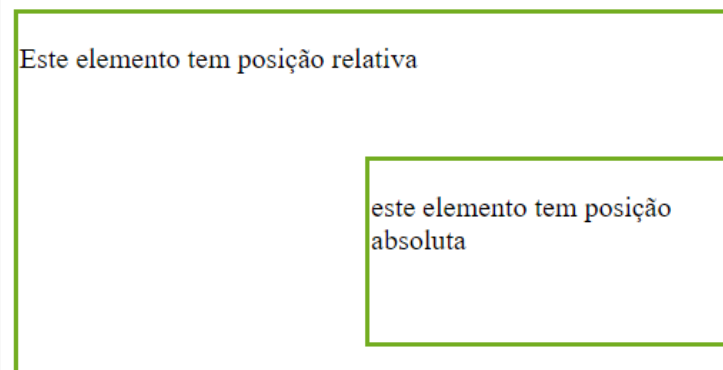 Este elemento tem posição relativa
este elemento tem posição
absoluta